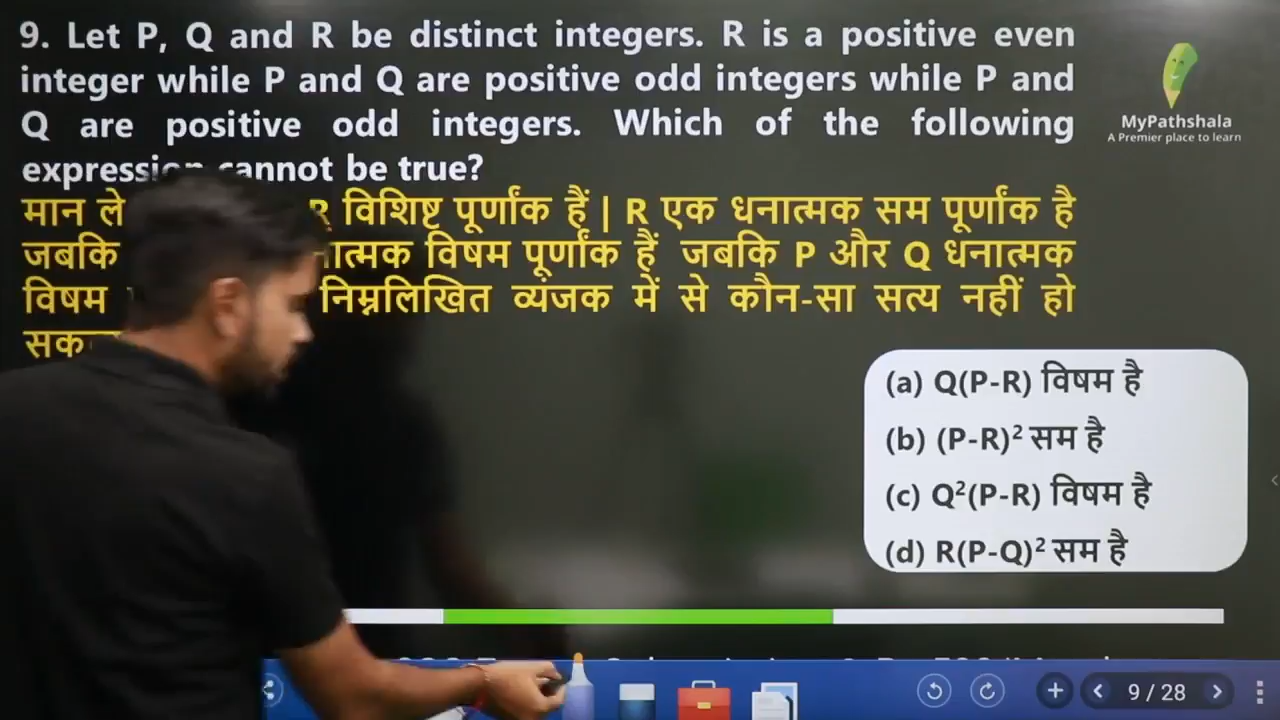 9. Let P, Q and R be distinct integers. R is a positive even
integer while P and Q are positive odd integers while P and
Q are positive odd integers. Which of the following
expression cannot be true?
मान ले R विशिष्ट पूर्णांक हैं | R एक धनात्मक सम पूर्णांक है
जबकि विषम पूर्णांक हैं जबकि P और Q धनात्मक
विषम निम्नलिखित व्यंजक में से कौन-सा सत्य नहीं हो
MyPathshala
A Premier place to learn
(a) Q(P-R) विषम है
(b) (P-R)² सम है
(c) Q²(P-R) विषम है
(d) R(P-Q)² सम है
9 / 28